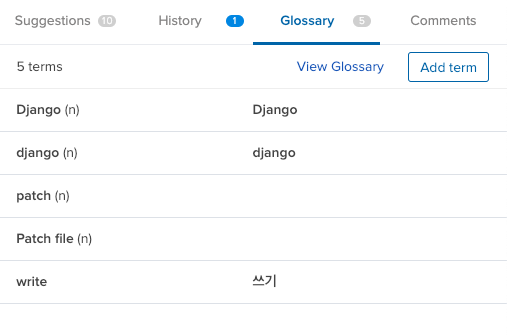 Suggestions 10 History 1 Glossary 5 Comments
5 terms View Glossary Add term
Django (n) Django
django (n) django
patch (n)
Patch file (n)
write 쓰기